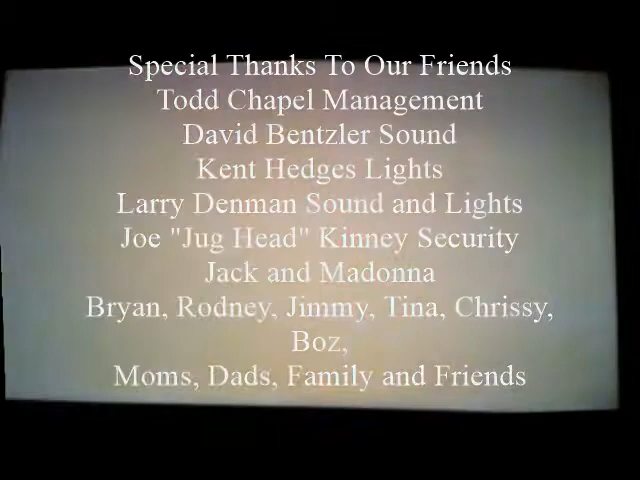 Special Thanks To Our Friends
Todd Chapel Management
David Bentzler Sound
Kent Hedges Lights
Larry Denman Sound and Lights
Joe "Jug Head" Kinney Security
Jack and Madonna
Bryan, Rodney, Jimmy, Tina, Chrissy,
Boz,
Moms, Dads, Family and Friends